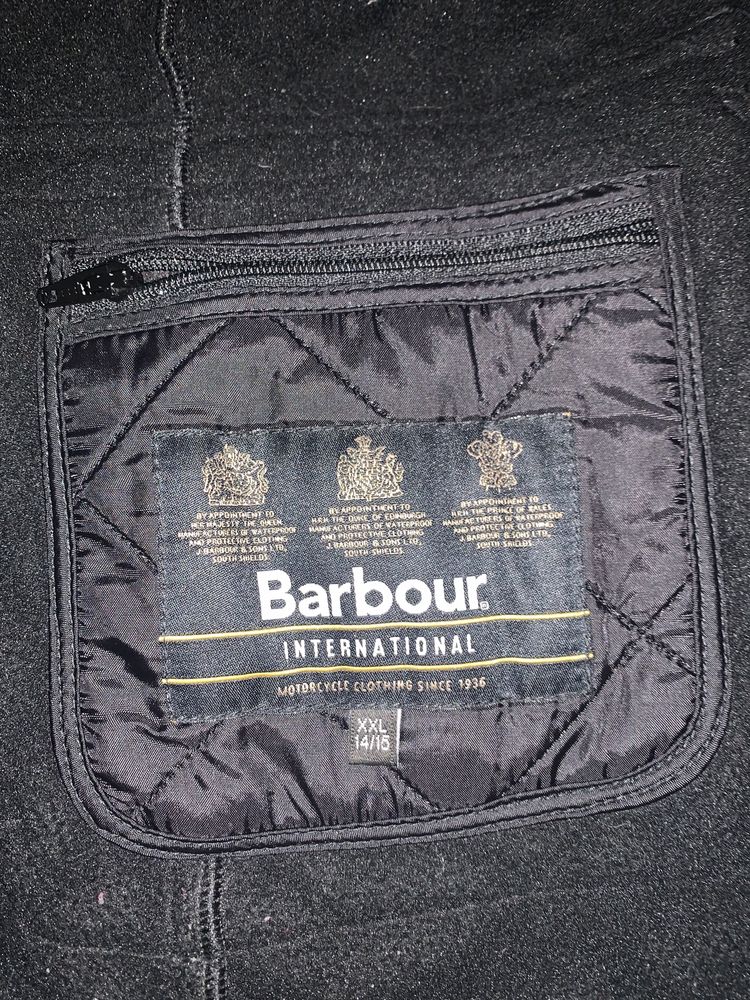 BY APPOINTMENT TO
HER MAJESTY THE QUEEN
MANUFACTURERS OF WATERPROOF
AND PROTECTIVE CLOTHING
J. BARBOUR & SONS LTD,
SOUTH SHIELDS
BY APPOINTMENT TO
H.R.H. THE DUKE OF EDINBURGH
MANUFACTURERS OF WATERPROOF
AND PROTECTIVE CLOTHING
J. BARBOUR & SONS LTD,
SOUTH SHIELDS
BY APPOINTMENT TO
H.R.H. THE PRINCE OF WALES
MANUFACTURERS OF WATERPROOF
AND PROTECTIVE CLOTHING
J. BARBOUR & SONS LTD,
SOUTH SHIELDS
Barbour
INTERNATIONAL
MOTORCYCLE CLOTHING SINCE 1936
XXL
14/15